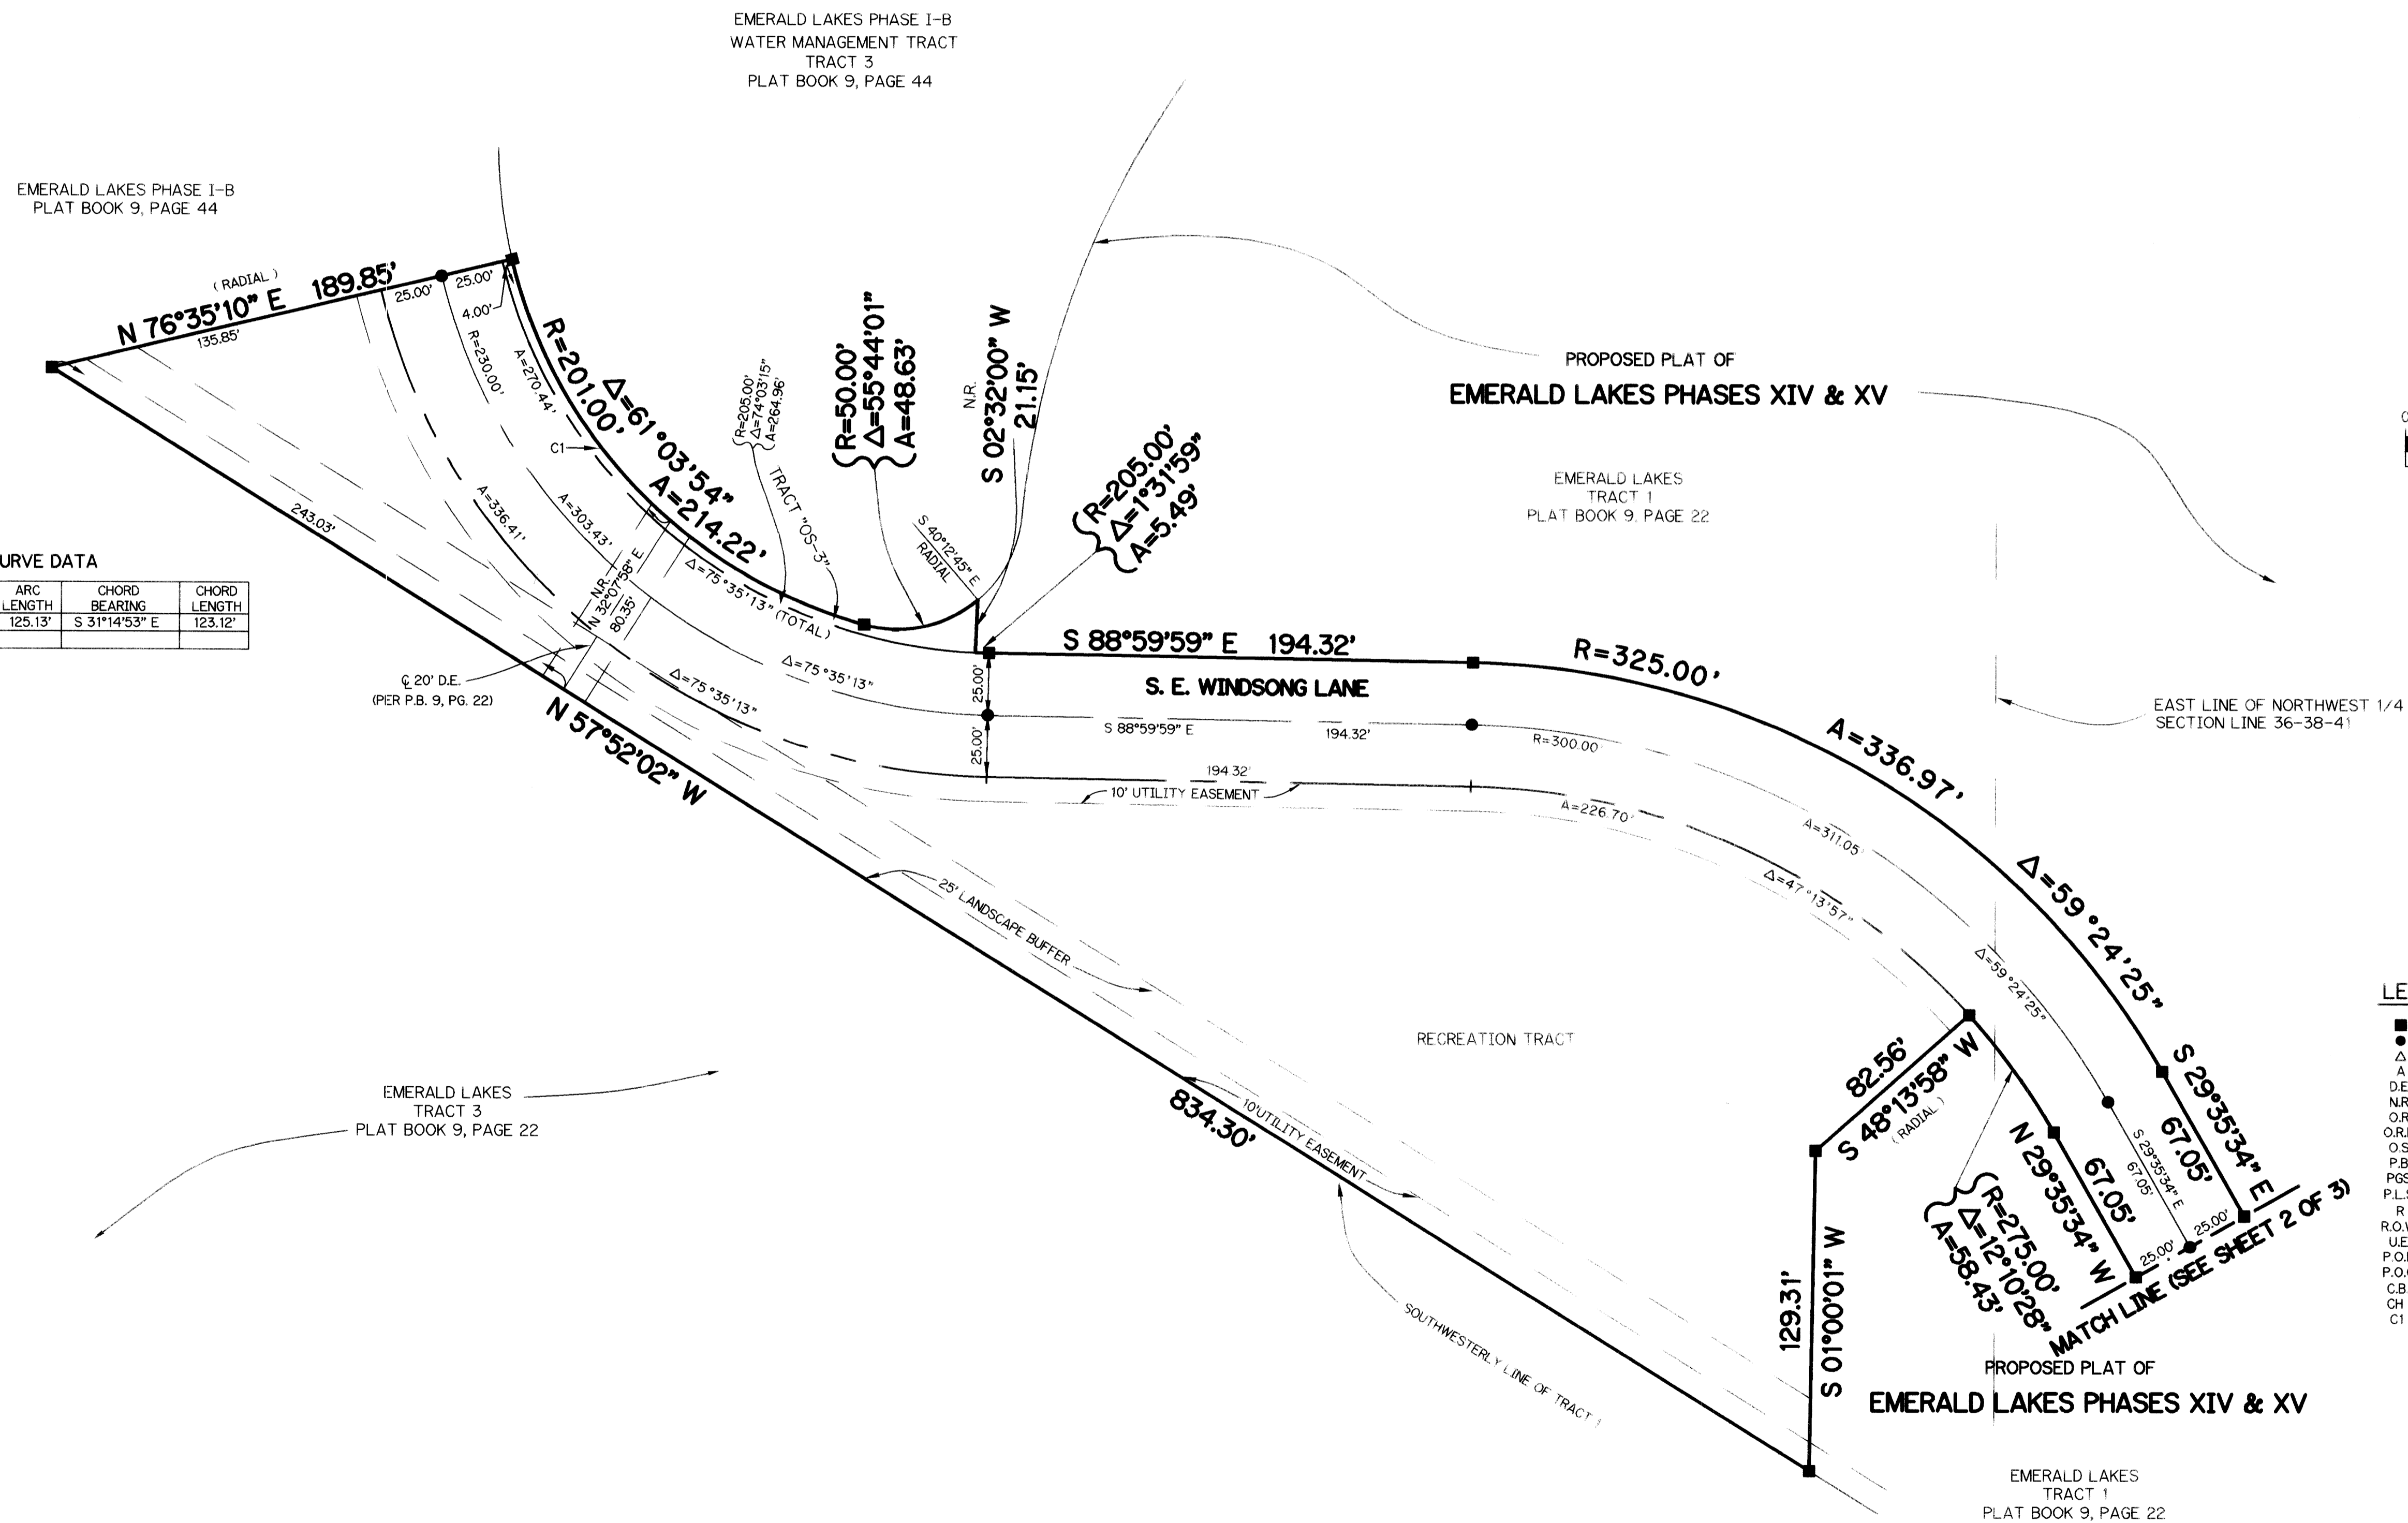 EMERALD LAKES PHASE I-B
WATER MANAGEMENT TRACT
TRACT 3
PLAT BOOK 9, PAGE 44
EMERALD LAKES PHASE I-B
PLAT BOOK 9, PAGE 44
( RADIAL )
N 76°35'10" E 189.85'
135.85'
25.00'
25.00'
4.00'
R=230.00'
A=270.44'
R=201.00'
Δ=61°03'54"
A=214.22'
C1
R=205.00'
Δ=74°03'15"
A=264.96'
TRACT "OS-3"
R=50.00'
Δ=55°44'01"
A=48.63'
N.R.
S 02°32'00" W
21.15'
S 40°12'45" E
RADIAL
R=205.00'
Δ=1°31'59"
A=5.49'
PROPOSED PLAT OF
EMERALD LAKES PHASES XIV & XV
EMERALD LAKES
TRACT 1
PLAT BOOK 9, PAGE 22
A=336.41'
A=303.43'
243.03'
URVE DATA
ARC LENGTH
CHORD BEARING
CHORD LENGTH
125.13' S 31°14'53" E 123.12'
N.R.
N 32°07'58" E
80.35'
Δ=75°35'13" (TOTAL)
Δ=75°35'13"
Δ=75°35'13"
℄ 20' D.E.
(PER P.B. 9, PG. 22)
N 57°52'02" W
S 88°59'59" E 194.32'
S. E. WINDSONG LANE
25.00'
25.00'
S 88°59'59" E 194.32'
194.32'
10' UTILITY EASEMENT
R=325.00'
R=300.00'
A=336.97'
A=226.70'
A=311.05'
Δ=47°13'57"
Δ=59°24'25"
Δ=59°24'25"
EAST LINE OF NORTHWEST 1/4
SECTION LINE 36-38-41
25' LANDSCAPE BUFFER
RECREATION TRACT
EMERALD LAKES
TRACT 3
PLAT BOOK 9, PAGE 22
10'UTILITY EASEMENT
834.30'
SOUTHWESTERLY LINE OF TRACT 1
82.56'
S 48°13'58" W
( RADIAL )
129.31'
S 01°00'01" W
S 29°35'34" E
67.05'
S 29°35'34" E
67.05'
N 29°35'34" W
67.05'
25.00'
25.00'
R=275.00'
Δ=12°10'28"
A=58.43'
MATCH LINE (SEE SHEET 2 OF 3)
PROPOSED PLAT OF
EMERALD LAKES PHASES XIV & XV
EMERALD LAKES
TRACT 1
PLAT BOOK 9, PAGE 22
LE
Δ
A
D.E
N.R
O.R
O.R.
O.S
P.B
PGS
P.L.
R
R.O.
U.E
P.O.
P.O.
C.B
CH
C1